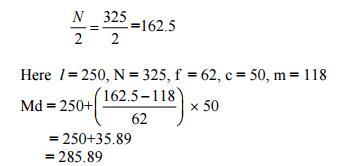 N/2 = 325/2 =162.5
Here l = 250, N = 325, f = 62, c = 50, m = 118
Md = 250+((162.5−118)/62) × 50
= 250+35.89
= 285.89